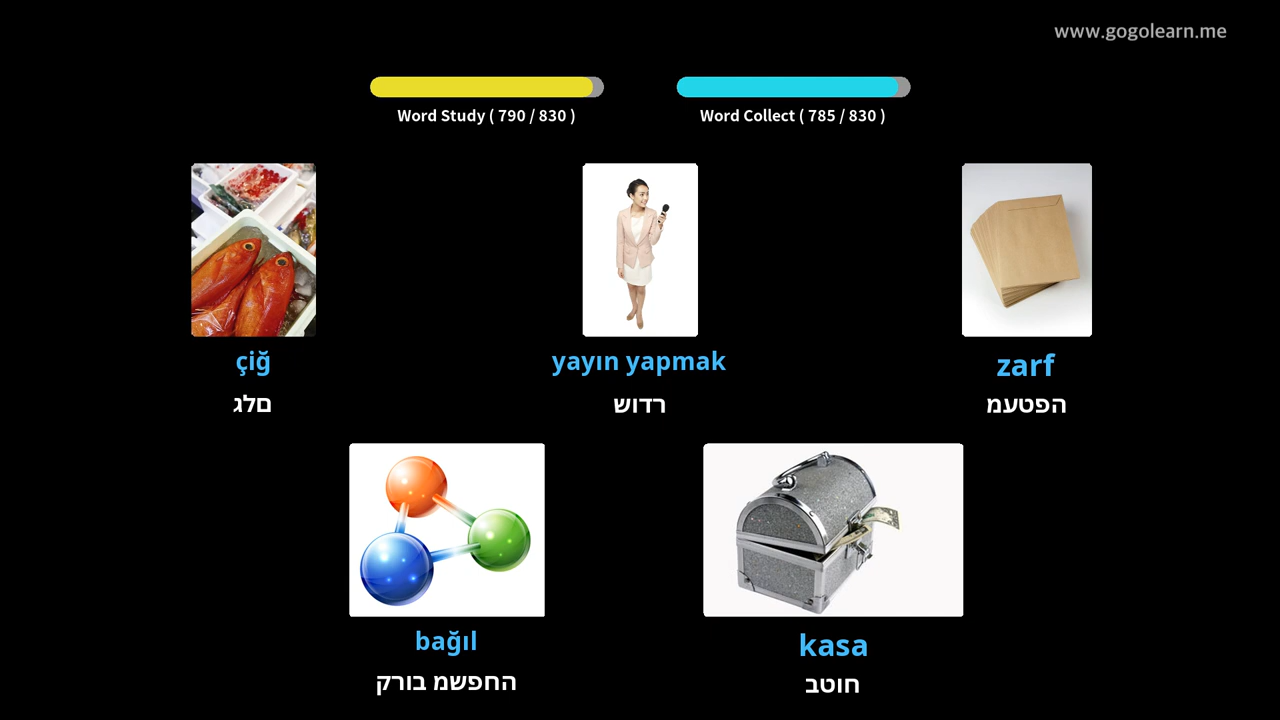 www.gogolearn.me
Word Study ( 790 / 830 )
Word Collect ( 785 / 830 )
çiğ
םלג
yayın yapmak
רדוש
zarf
הפטעמ
bağıl
החפשמ בורק
kasa
חוטב